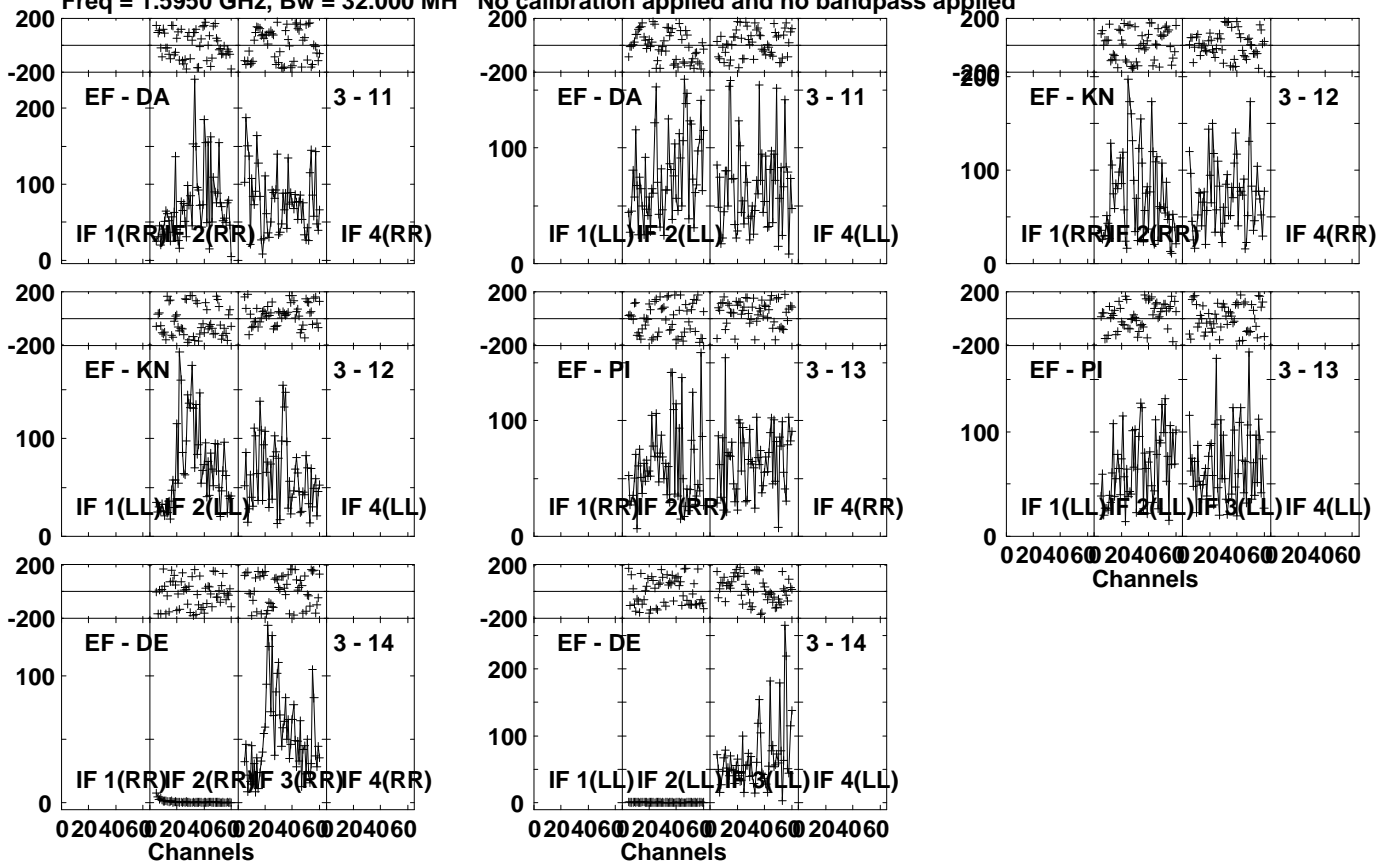 Freq = 1.5950 GHz, Bw = 32.000 MH No calibration applied and no bandpass applied
200
-200
EF - DA
3 - 11
200
100
0
IF 1(RR)
IF 2(RR)
IF 4(RR)
EF - DA
3 - 11
100
0
IF 1(LL)
IF 2(LL)
IF 4(LL)
200
-200
200
EF - KN
3 - 12
100
0
IF 1(RR)
IF 2(RR)
IF 4(RR)
200
-200
EF - KN
3 - 12
100
0
IF 1(LL)
IF 2(LL)
IF 4(LL)
200
-200
EF - PI
3 - 13
100
0
IF 1(RR)
IF 2(RR)
IF 4(RR)
200
-200
EF - PI
3 - 13
100
0
IF 1(LL)
IF 2(LL)
IF 3(LL)
IF 4(LL)
0 20 40 60 0 20 40 60 0 20 40 60 0 20 40 60
Channels
200
-200
EF - DE
3 - 14
100
0
IF 1(RR)
IF 2(RR)
IF 3(RR)
IF 4(RR)
0 20 40 60 0 20 40 60 0 20 40 60 0 20 40 60
Channels
200
-200
EF - DE
3 - 14
200
100
0
IF 1(LL)
IF 2(LL)
IF 3(LL)
IF 4(LL)
0 20 40 60 0 20 40 60 0 20 40 60 0 20 40 60
Channels